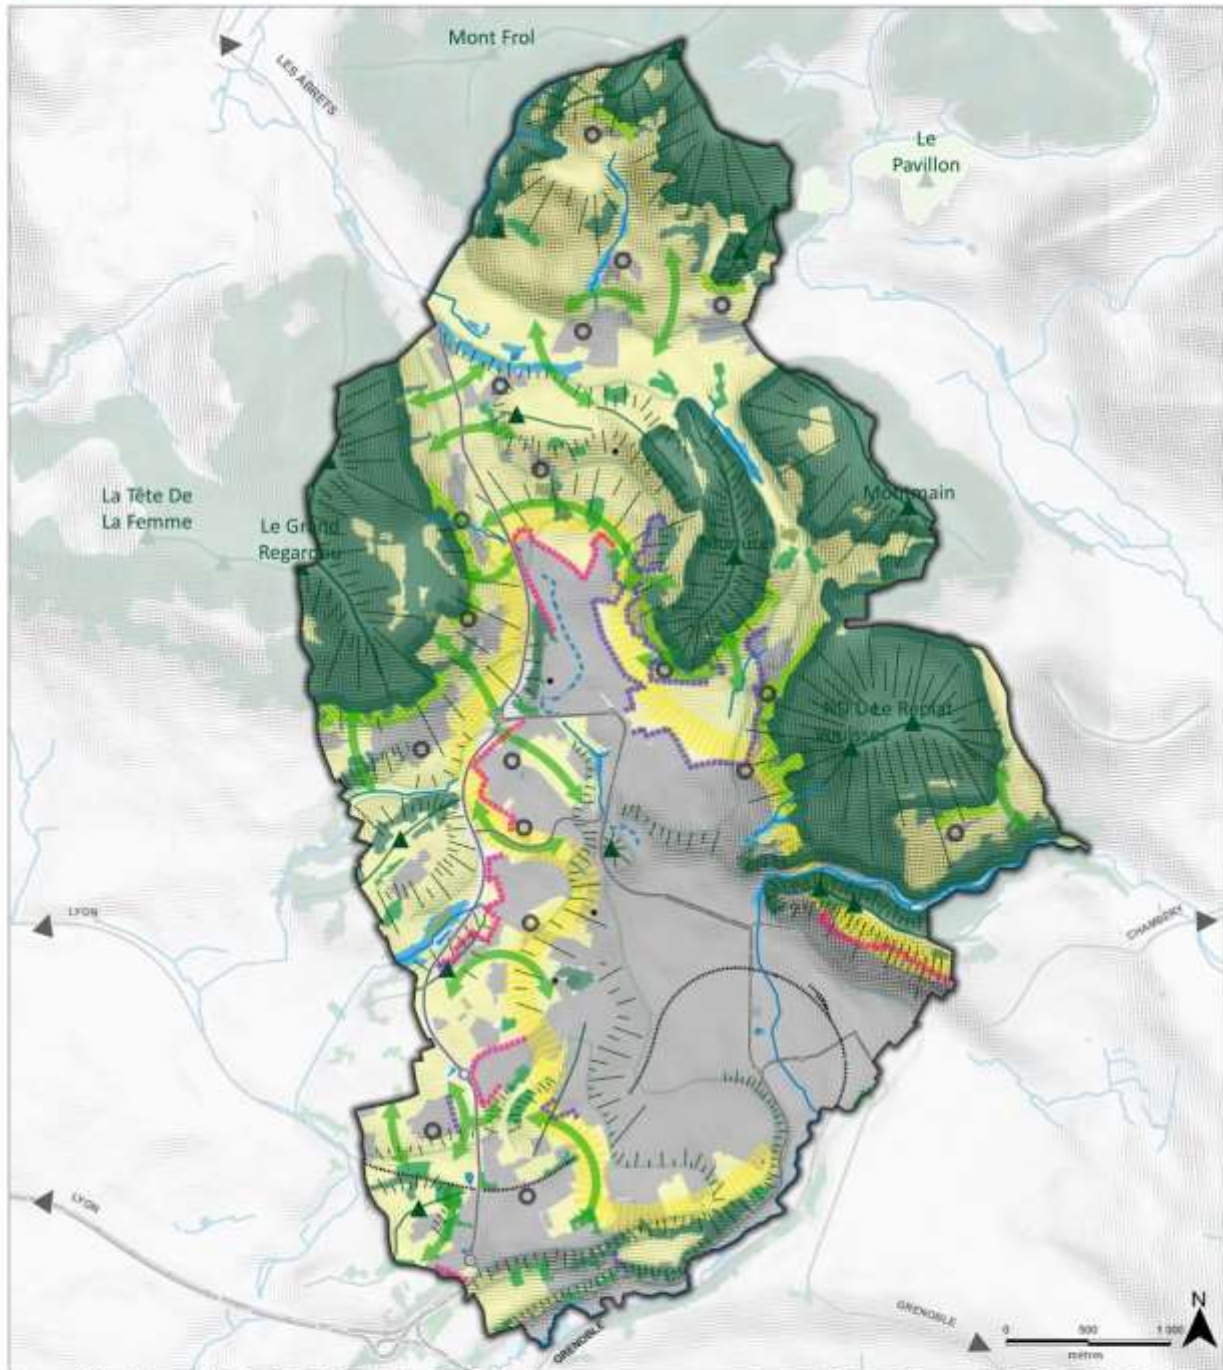 Mont Frol
LES ABRETS
Le
Pavillon
La Tête De
La Femme
Le Grand
Montmain
LYON
CHAMBÉRY
LYON
GRENOBLE
GRENOBLE
N
0 500 1 000
mètres